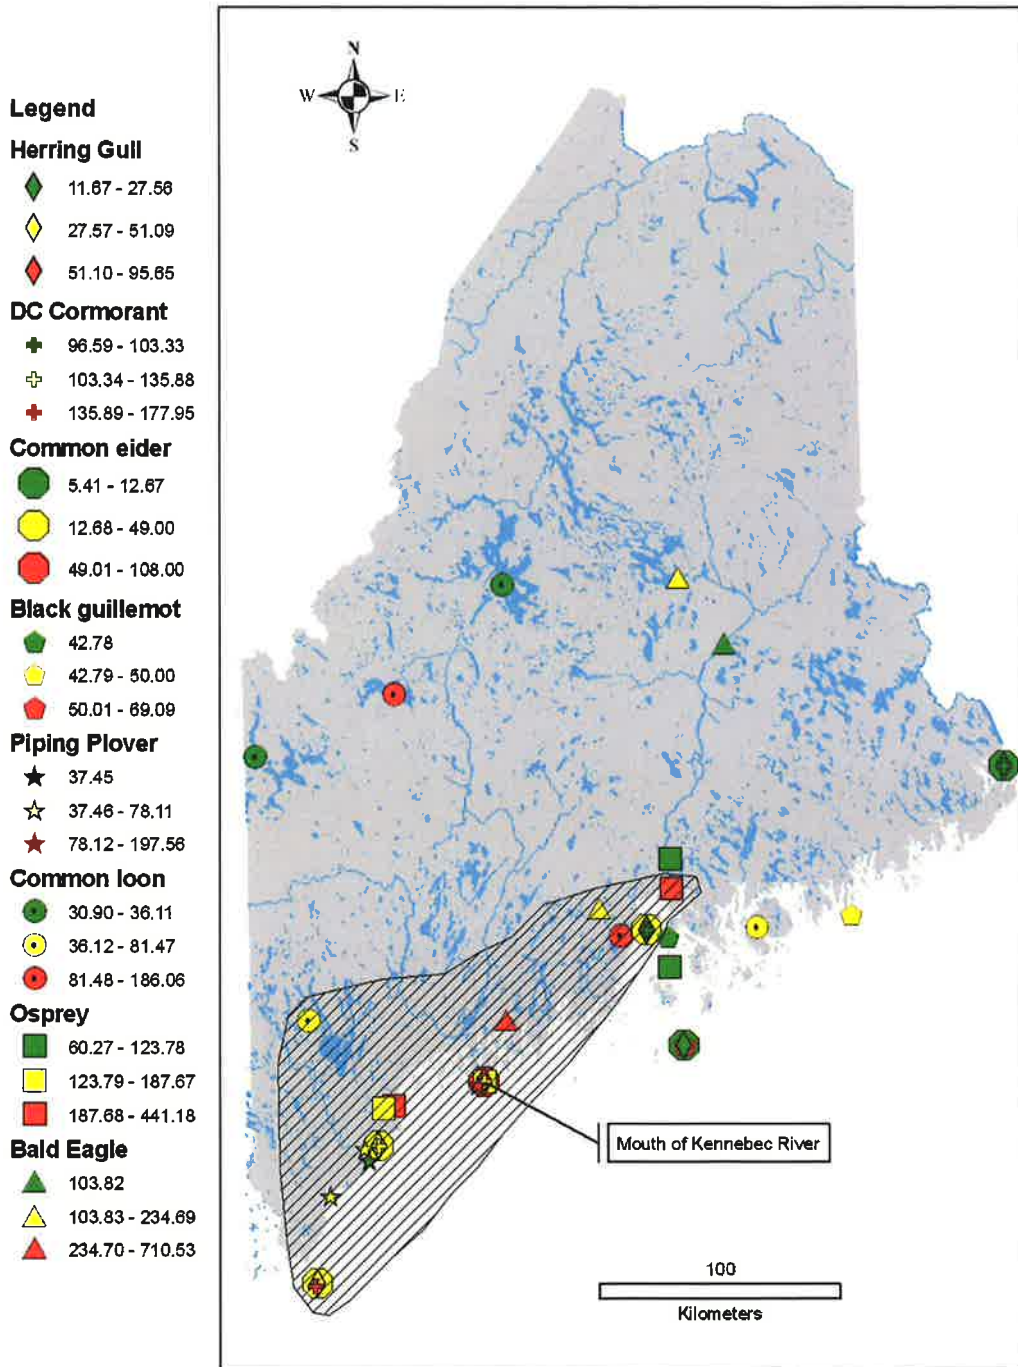 N
W E
S
Legend
Herring Gull
11.67 - 27.56
27.57 - 51.09
51.10 - 95.65
DC Cormorant
96.59 - 103.33
103.34 - 135.88
135.89 - 177.95
Common eider
5.41 - 12.67
12.68 - 49.00
49.01 - 108.00
Black guillemot
42.78
42.79 - 50.00
50.01 - 69.09
Piping Plover
37.45
37.46 - 78.11
78.12 - 197.56
Common loon
30.90 - 36.11
36.12 - 81.47
81.48 - 186.06
Osprey
60.27 - 123.78
123.79 - 187.67
187.68 - 441.18
Bald Eagle
103.82
103.83 - 234.69
234.70 - 710.53
Mouth of Kennebec River
100
Kilometers